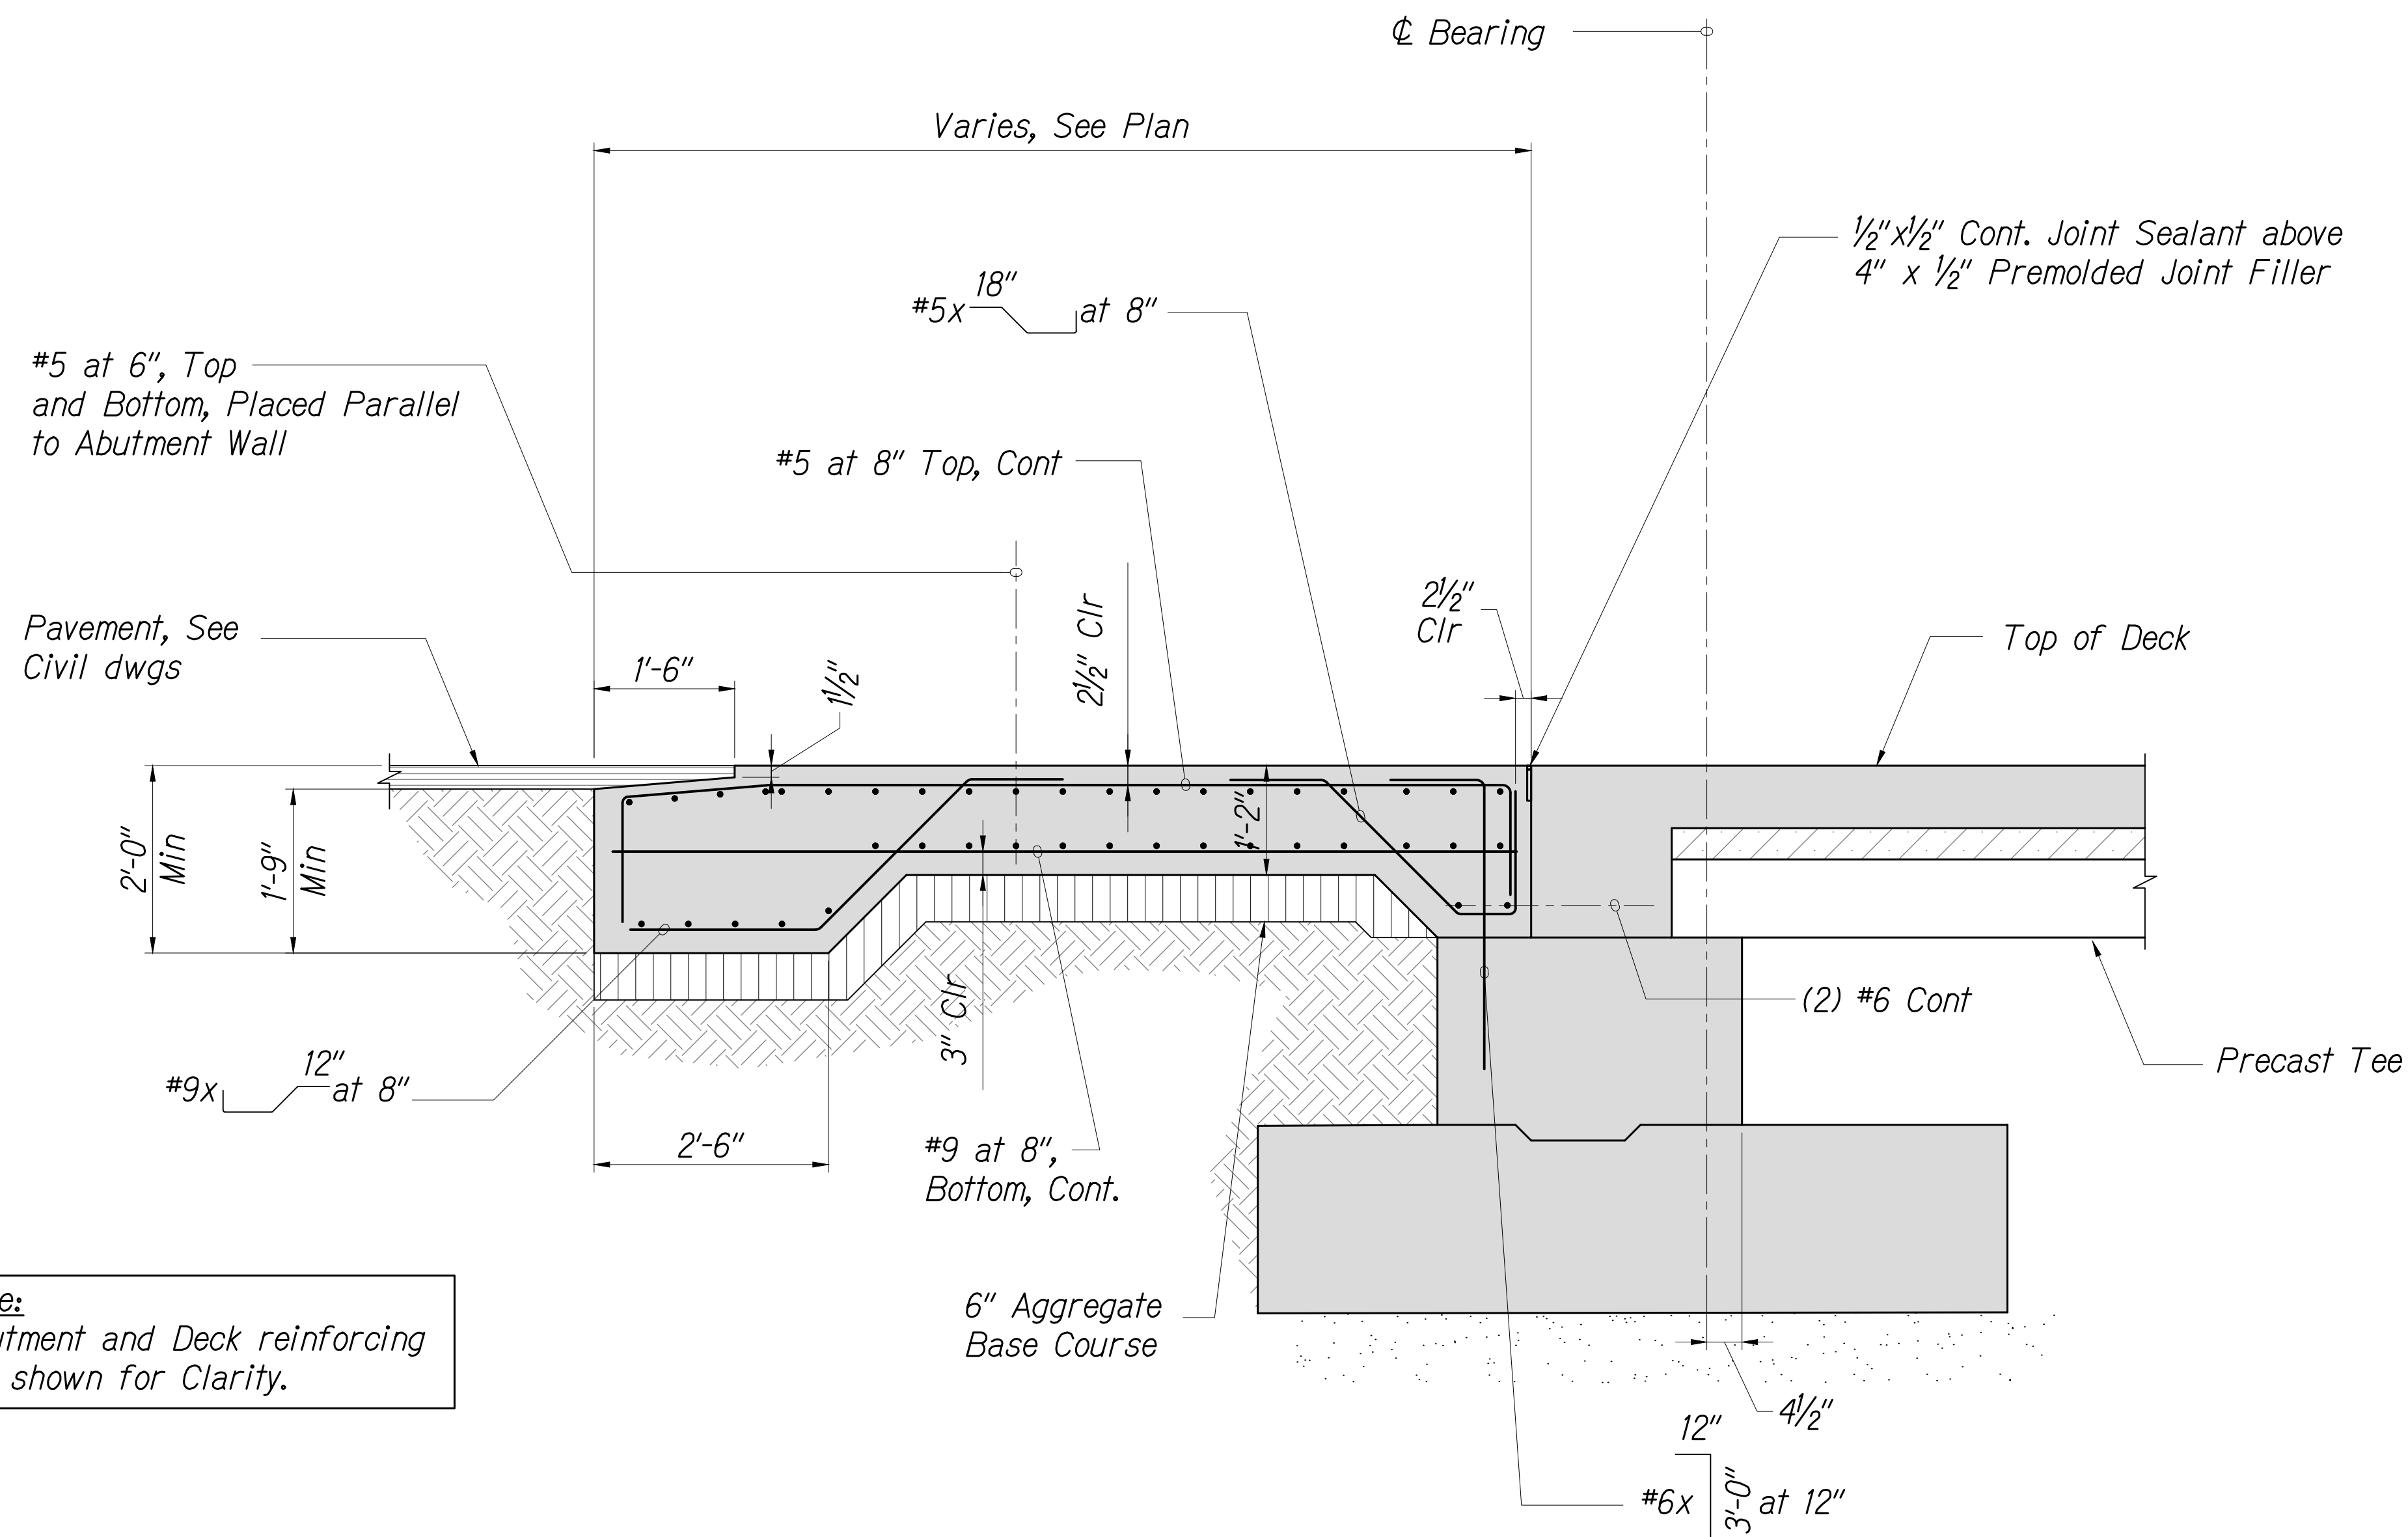 ℄ Bearing
Varies, See Plan
½"x½" Cont. Joint Sealant above
4" x ½" Premolded Joint Filler
18"
#5x at 8"
#5 at 6", Top
and Bottom, Placed Parallel
to Abutment Wall
#5 at 8" Top, Cont
2½"
Clr
2½" Clr
Pavement, See
Civil dwgs
1'-6"
1½"
Top of Deck
1'-2"
2'-0"
Min
1'-9"
Min
3" Clr
(2) #6 Cont
Precast Tee
12"
#9x at 8"
2'-6"
#9 at 8",
Bottom, Cont.
6" Aggregate
Base Course
e:
utment and Deck reinforcing
shown for Clarity.
4½"
12"
#6x 3'-0" at 12"